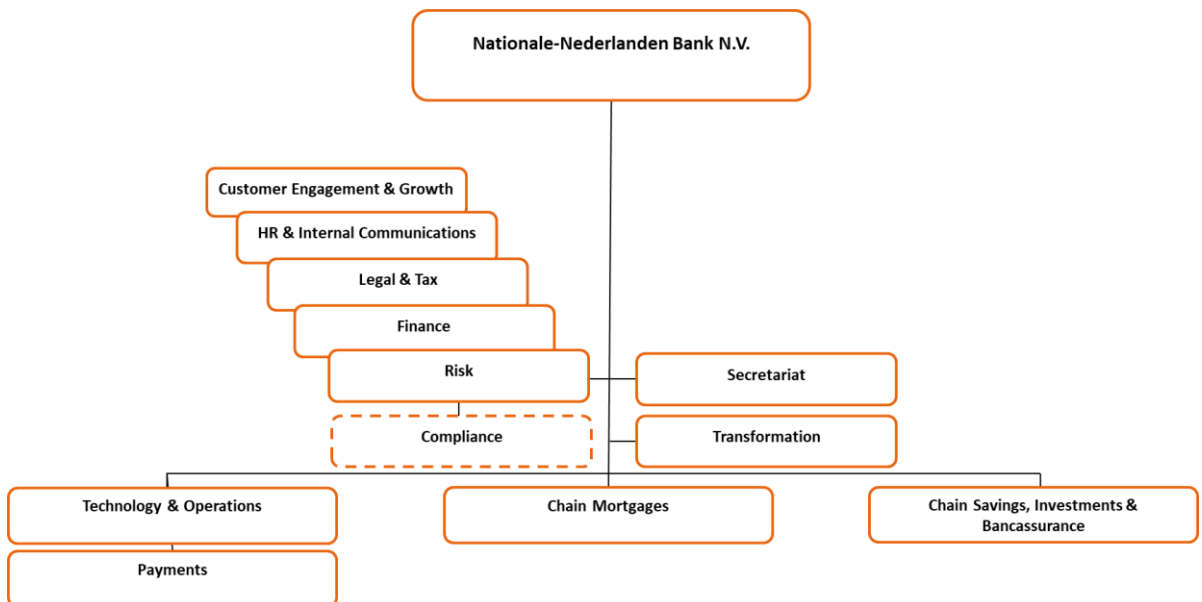 Nationale-Nederlanden Bank N.V.
Customer Engagement & Growth
HR & Internal Communications
Legal & Tax
Finance
Risk
Secretariat
Compliance
Transformation
Technology & Operations
Chain Mortgages
Chain Savings, Investments &
Bancassurance
Payments